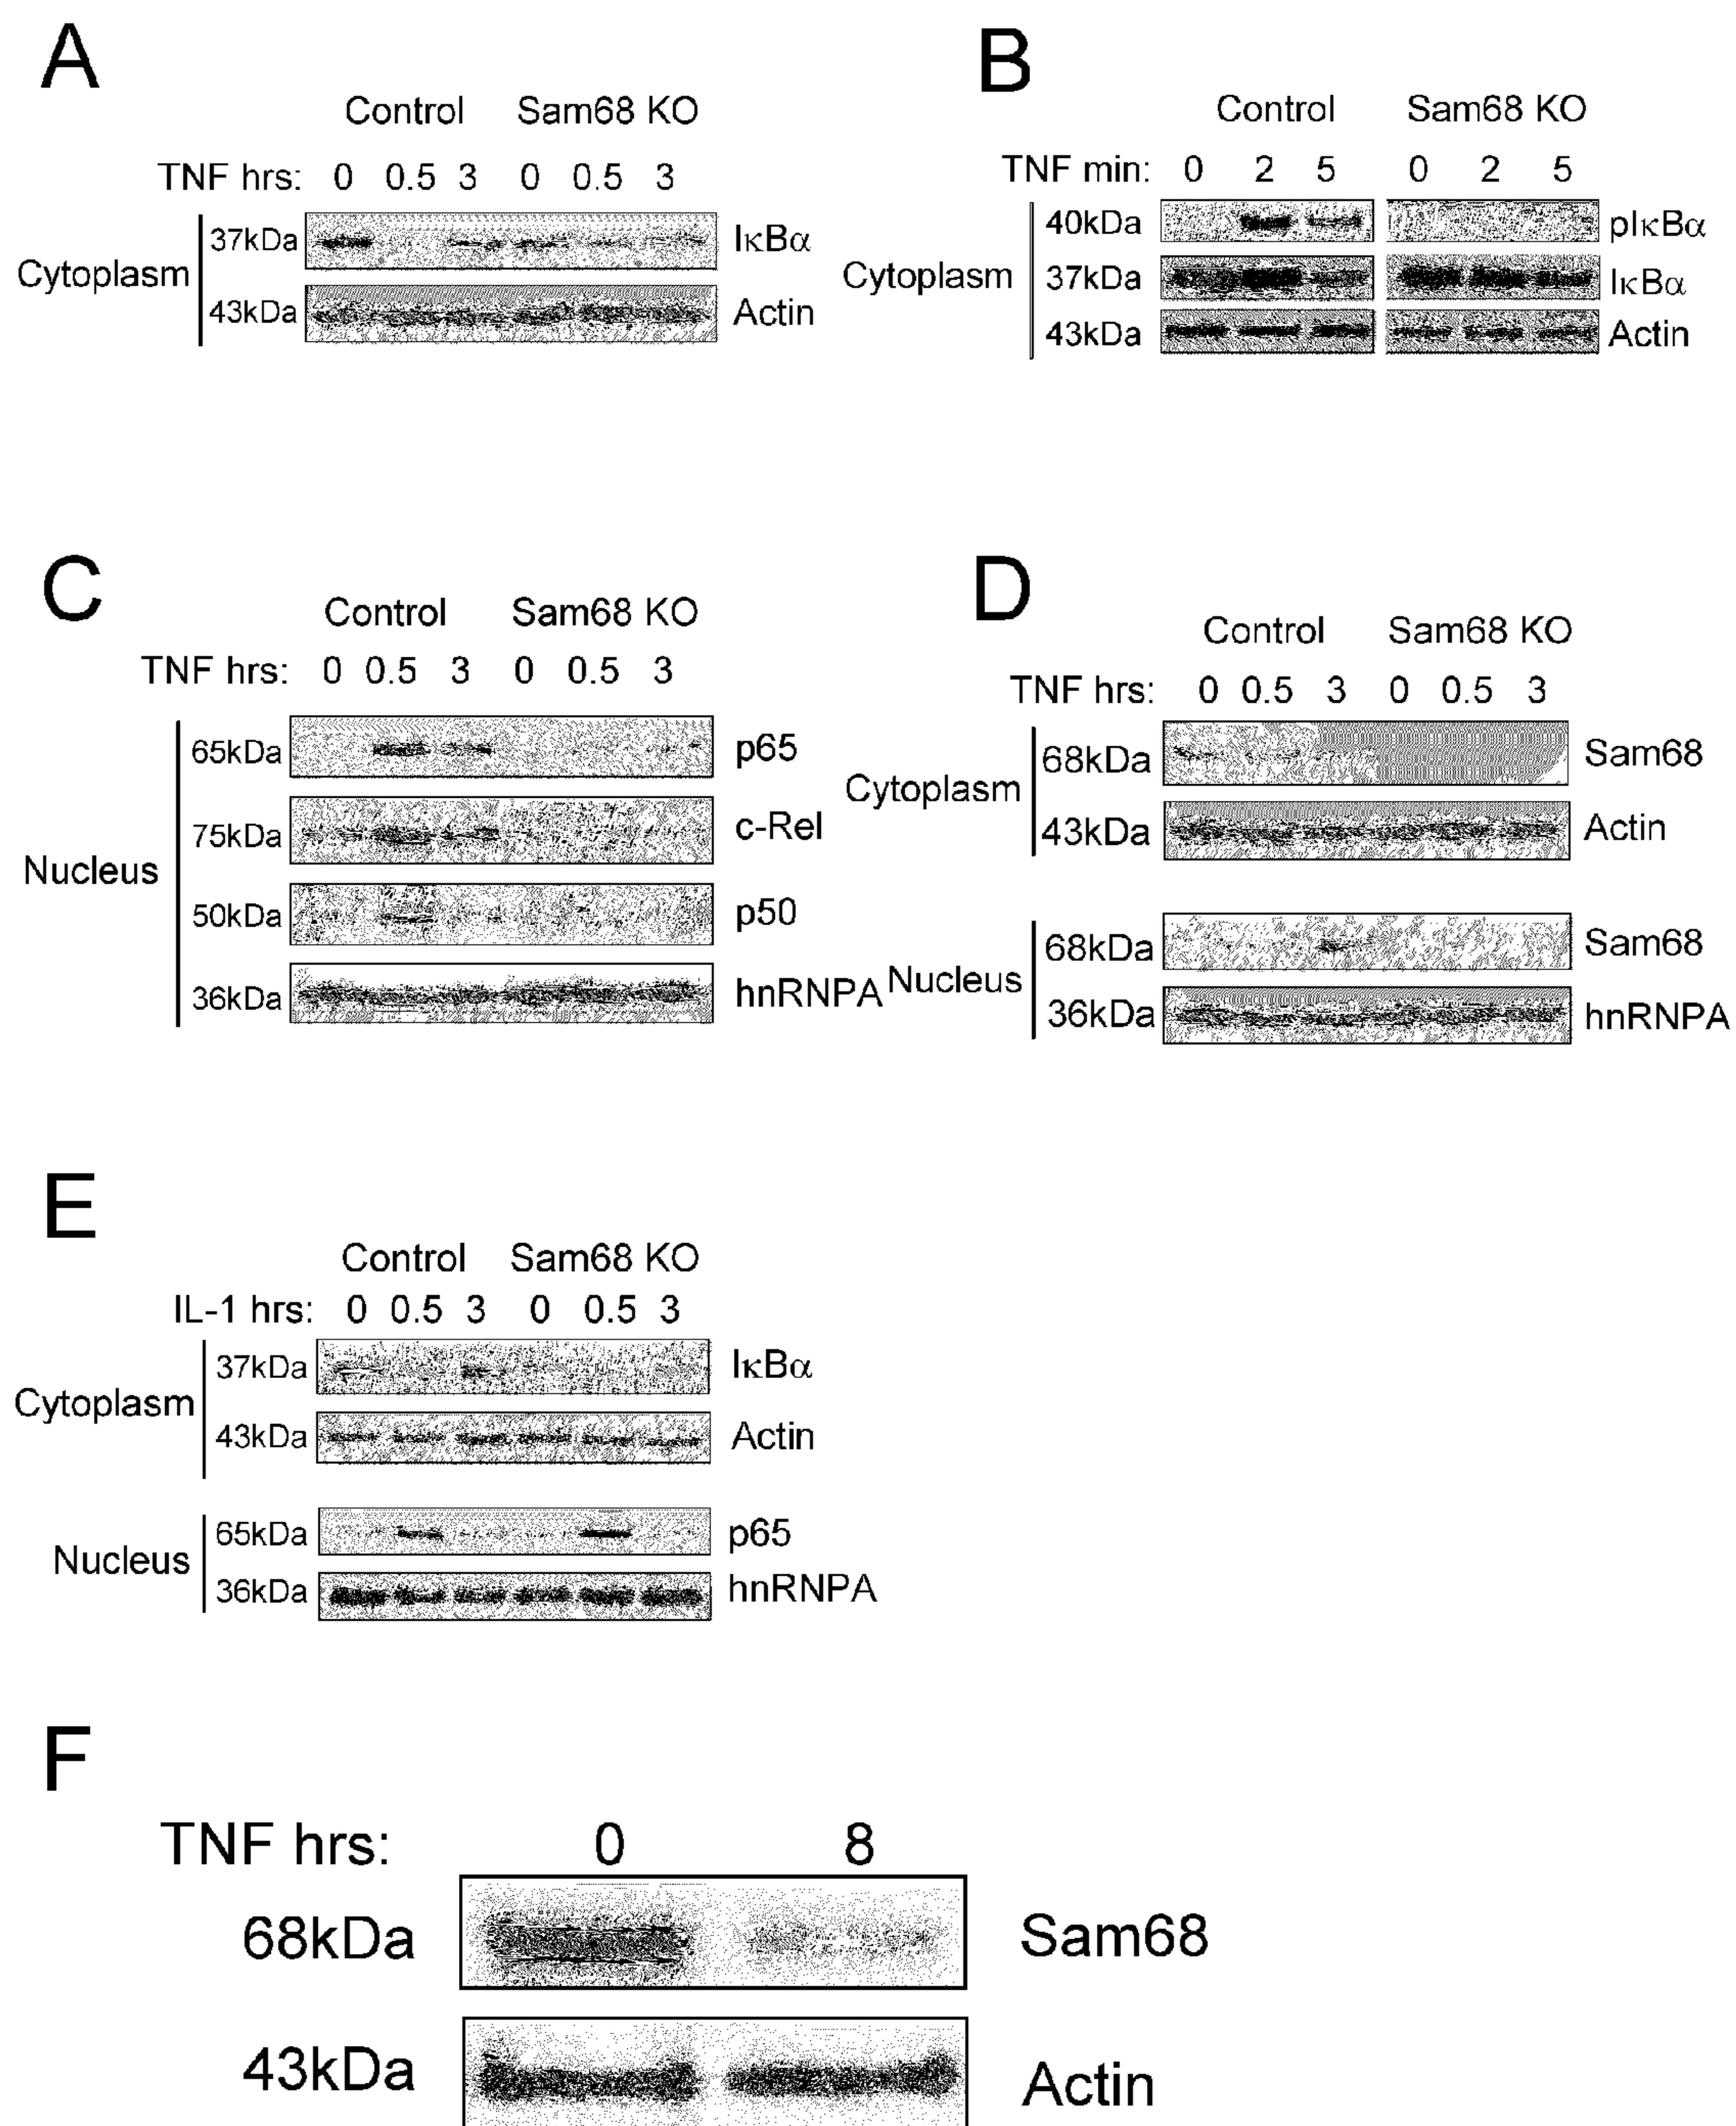 A
Control Sam68 KO
TNF hrs: 0 0.5 3 0 0.5 3
Cytoplasm
37kDa IκBα
43kDa Actin
B
Control Sam68 KO
TNF min: 0 2 5 0 2 5
Cytoplasm
40kDa pIκBα
37kDa IκBα
43kDa Actin
C
Control Sam68 KO
TNF hrs: 0 0.5 3 0 0.5 3
Nucleus
65kDa p65
75kDa c-Rel
50kDa p50
36kDa hnRNPA
D
Control Sam68 KO
TNF hrs: 0 0.5 3 0 0.5 3
Cytoplasm
68kDa Sam68
43kDa Actin
Nucleus
68kDa Sam68
36kDa hnRNPA
E
Control Sam68 KO
IL-1 hrs: 0 0.5 3 0 0.5 3
Cytoplasm
37kDa IκBα
43kDa Actin
Nucleus
65kDa p65
36kDa hnRNPA
F
TNF hrs: 0 8
68kDa Sam68
43kDa Actin